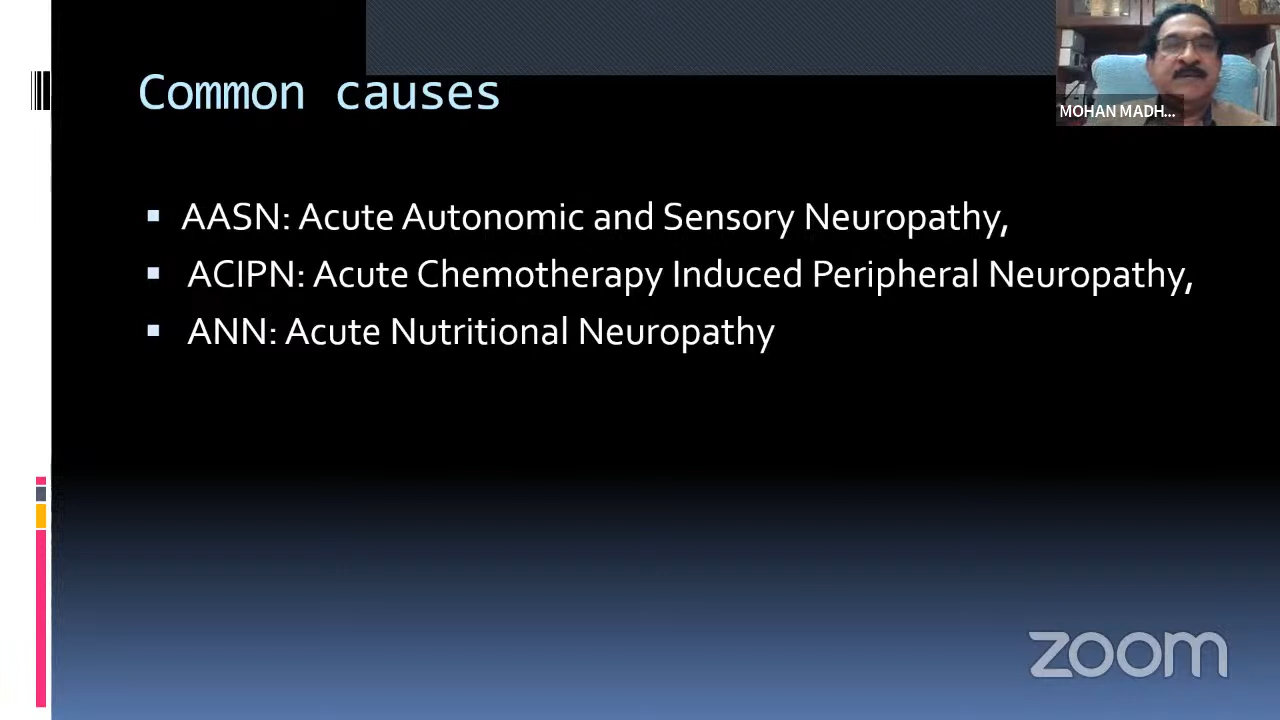 Common causes
MOHAN MADH...
▪ AASN: Acute Autonomic and Sensory Neuropathy,
▪ ACIPN: Acute Chemotherapy Induced Peripheral Neuropathy,
▪ ANN: Acute Nutritional Neuropathy
zoom